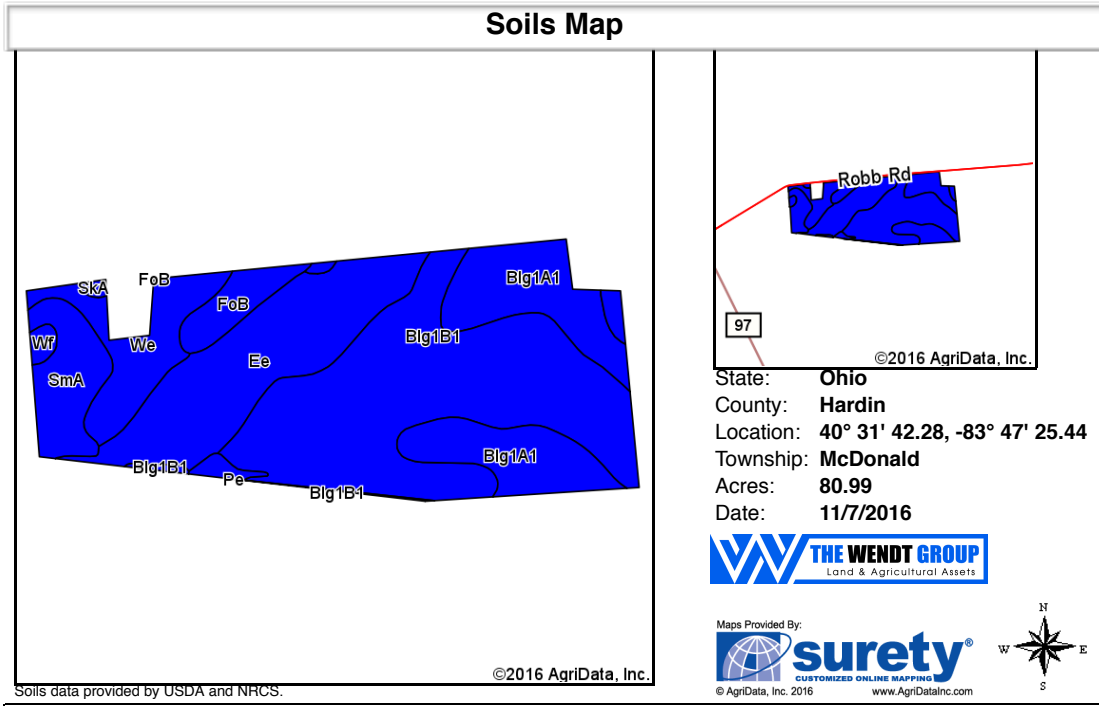 Soils Map
SkA
FoB
FoB
Blg1A1
Wf
We
Blg1B1
Ee
SmA
Blg1A1
Blg1B1
Pe
Blg1B1
©2016 AgriData, Inc.
Soils data provided by USDA and NRCS.
Robb Rd
97
©2016 AgriData, Inc.
State: Ohio
County: Hardin
Location: 40° 31' 42.28, -83° 47' 25.44
Township: McDonald
Acres: 80.99
Date: 11/7/2016
THE WENDT GROUP
Land & Agricultural Assets
Maps Provided By:
surety®
CUSTOMIZED ONLINE MAPPING
© AgriData, Inc. 2016 www.AgriDataInc.com
N
W E
S